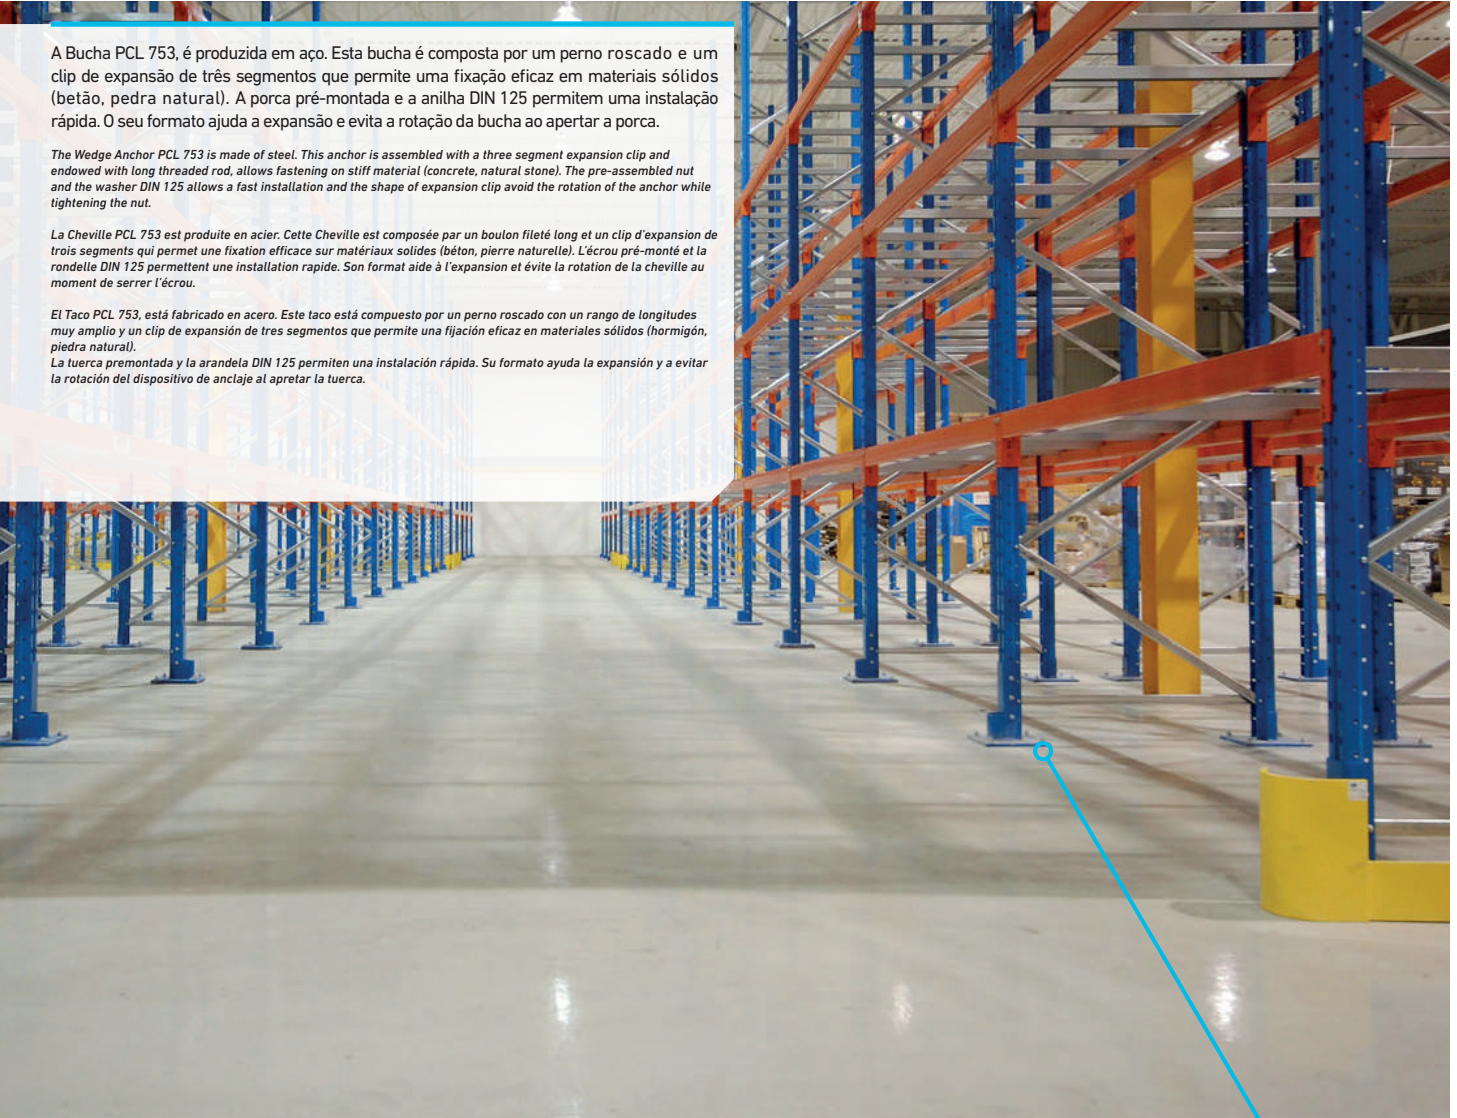 A Bucha PCL 753, é produzida em aço. Esta bucha é composta por um perno roscado e um
clip de expansão de três segmentos que permite uma fixação eficaz em materiais sólidos
(betão, pedra natural). A porca pré-montada e a anilha DIN 125 permitem uma instalação
rápida. O seu formato ajuda a expansão e evita a rotação da bucha ao apertar a porca.
The Wedge Anchor PCL 753 is made of steel. This anchor is assembled with a three segment expansion clip and
endowed with long threaded rod, allows fastening on stiff material (concrete, natural stone). The pre-assembled nut
and the washer DIN 125 allows a fast installation and the shape of expansion clip avoid the rotation of the anchor while
tightening the nut.
La Cheville PCL 753 est produite en acier. Cette Cheville est composée par un boulon fileté long et un clip d'expansion de
trois segments qui permet une fixation efficace sur matériaux solides (béton, pierre naturelle). L'écrou pré-monté et la
rondelle DIN 125 permettent une installation rapide. Son format aide à l'expansion et évite la rotation de la cheville au
moment de serrer l'écrou.
El Taco PCL 753, está fabricado en acero. Este taco está compuesto por un perno roscado con un rango de longitudes
muy amplio y un clip de expansión de tres segmentos que permite una fijación eficaz en materiales sólidos (hormigón,
piedra natural).
La tuerca premontada y la arandela DIN 125 permiten una instalación rápida. Su formato ayuda la expansión y a evitar
la rotación del dispositivo de anclaje al apretar la tuerca.